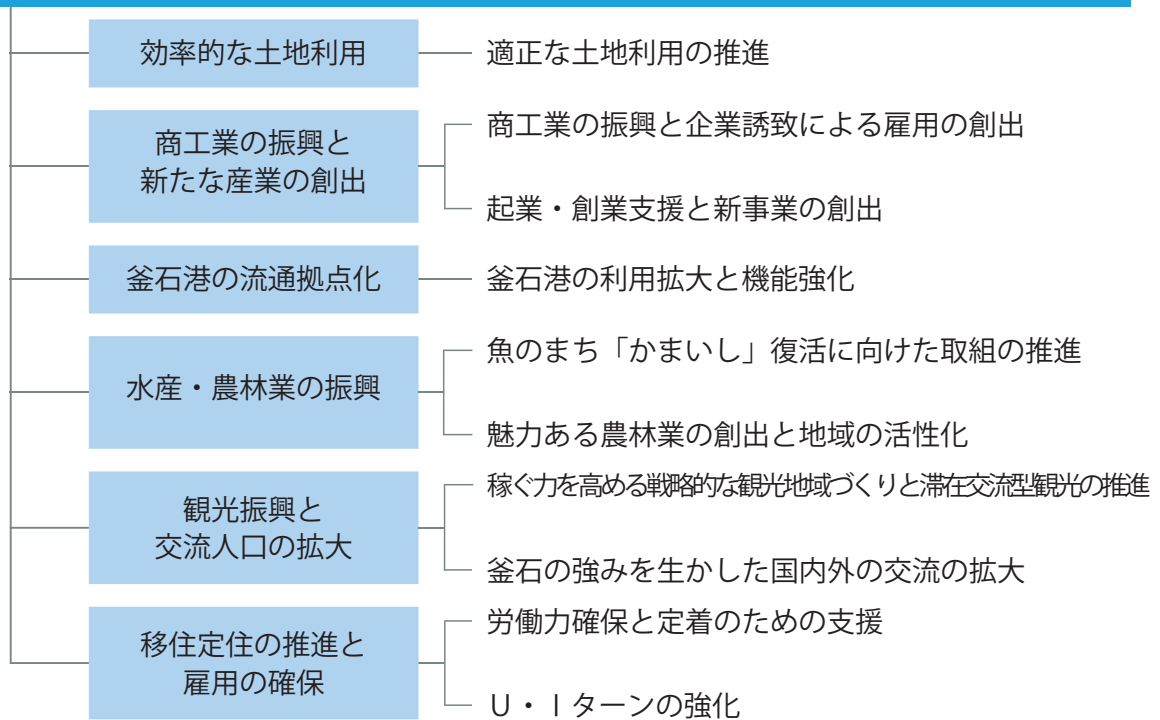 効率的な土地利用
適正な土地利用の推進
商工業の振興と
新たな産業の創出
商工業の振興と企業誘致による雇用の創出
起業・創業支援と新事業の創出
釜石港の流通拠点化
釜石港の利用拡大と機能強化
水産・農林業の振興
魚のまち「かまいし」復活に向けた取組の推進
魅力ある農林業の創出と地域の活性化
観光振興と
交流人口の拡大
稼ぐ力を高める戦略的な観光地域づくりと滞在交流型観光の推進
釜石の強みを生かした国内外の交流の拡大
移住定住の推進と
雇用の確保
労働力確保と定着のための支援
U・Iターンの強化